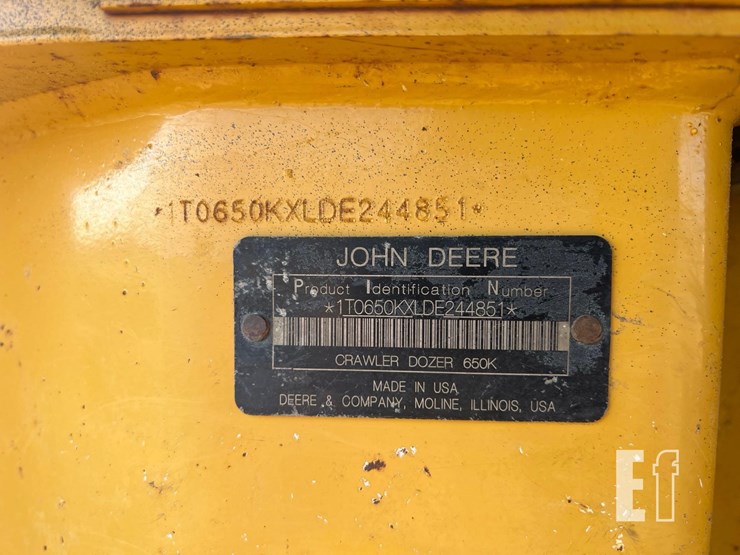 *1T0650KXLDE244851*
JOHN DEERE
Product Identification Number
*1T0650KXLDE244851*
CRAWLER DOZER 650K
MADE IN USA
DEERE & COMPANY, MOLINE, ILLINOIS, USA
Ef